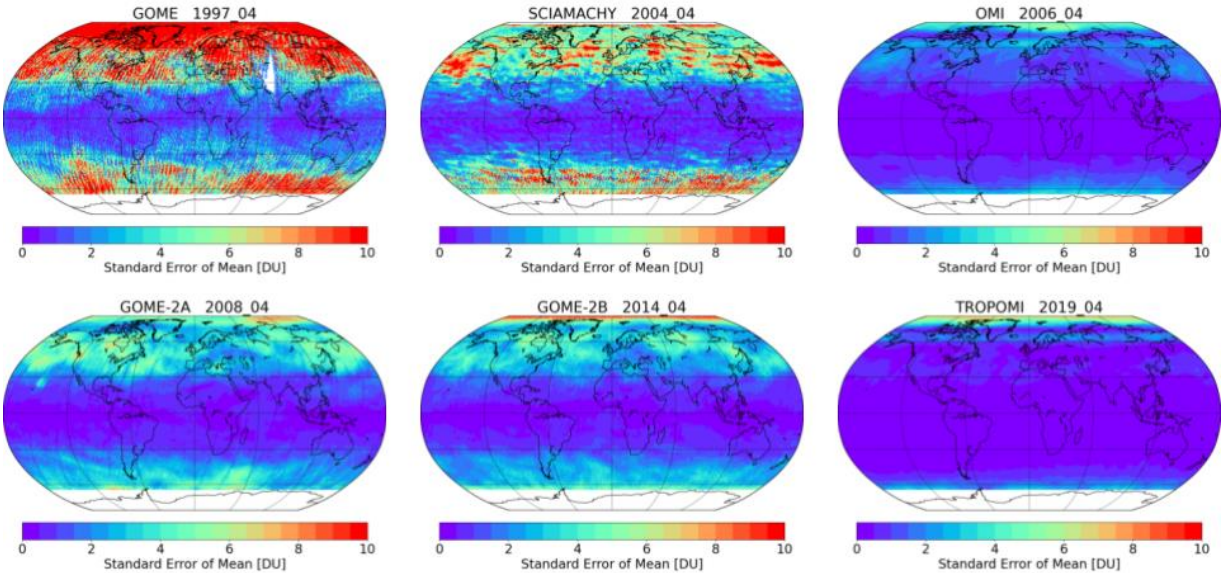 GOME 1997_04
SCIAMACHY 2004_04
OMI 2006_04
0 2 4 6 8 10
Standard Error of Mean [DU]
0 2 4 6 8 10
Standard Error of Mean [DU]
0 2 4 6 8 10
Standard Error of Mean [DU]
GOME-2A 2008_04
GOME-2B 2014_04
TROPOMI 2019_04
0 2 4 6 8 10
Standard Error of Mean [DU]
0 2 4 6 8 10
Standard Error of Mean [DU]
0 2 4 6 8 10
Standard Error of Mean [DU]